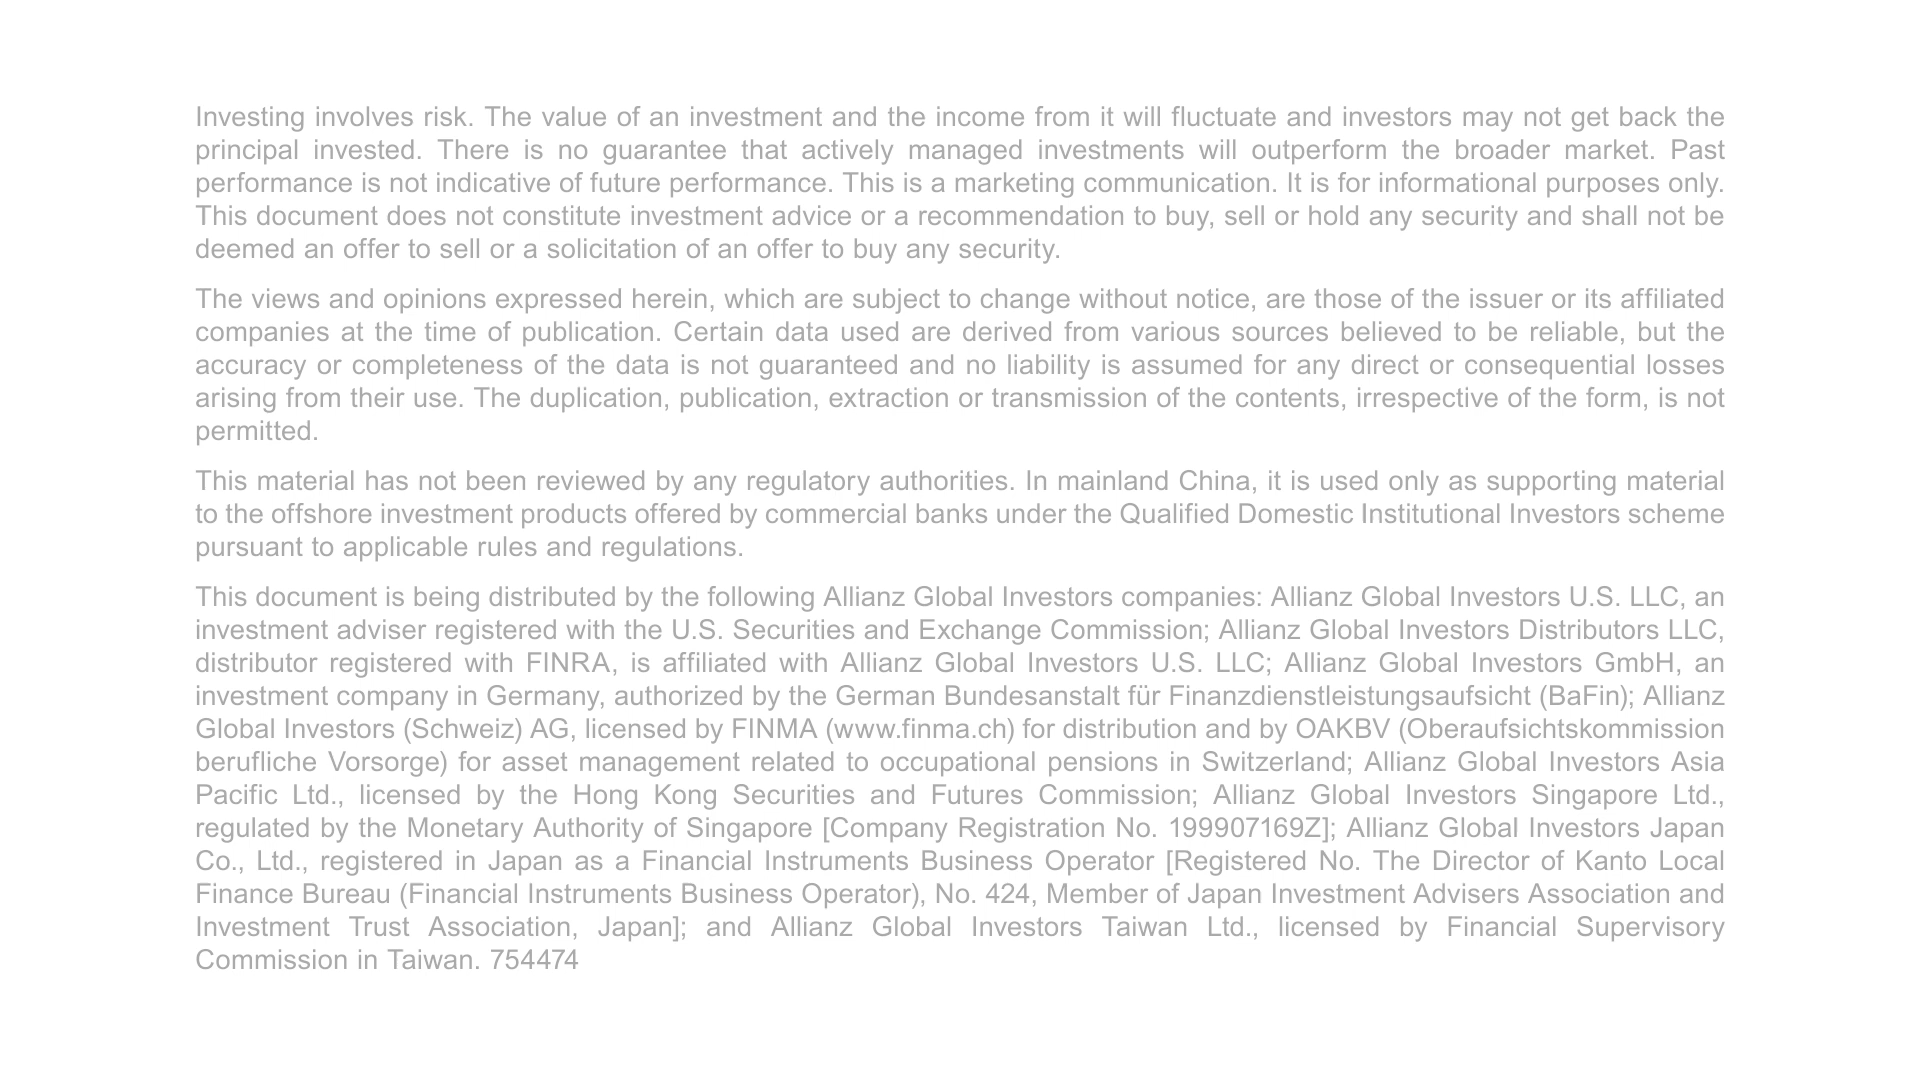 Investing involves risk. The value of an investment and the income from it will fluctuate and investors may not get back the
principal invested. There is no guarantee that actively managed investments will outperform the broader market. Past
performance is not indicative of future performance. This is a marketing communication. It is for informational purposes only.
This document does not constitute investment advice or a recommendation to buy, sell or hold any security and shall not be
deemed an offer to sell or a solicitation of an offer to buy any security.
The views and opinions expressed herein, which are subject to change without notice, are those of the issuer or its affiliated
companies at the time of publication. Certain data used are derived from various sources believed to be reliable, but the
accuracy or completeness of the data is not guaranteed and no liability is assumed for any direct or consequential losses
arising from their use. The duplication, publication, extraction or transmission of the contents, irrespective of the form, is not
permitted.
This material has not been reviewed by any regulatory authorities. In mainland China, it is used only as supporting material
to the offshore investment products offered by commercial banks under the Qualified Domestic Institutional Investors scheme
pursuant to applicable rules and regulations.
This document is being distributed by the following Allianz Global Investors companies: Allianz Global Investors U.S. LLC, an
investment adviser registered with the U.S. Securities and Exchange Commission; Allianz Global Investors Distributors LLC,
distributor registered with FINRA, is affiliated with Allianz Global Investors U.S. LLC; Allianz Global Investors GmbH, an
investment company in Germany, authorized by the German Bundesanstalt für Finanzdienstleistungsaufsicht (BaFin); Allianz
Global Investors (Schweiz) AG, licensed by FINMA (www.finma.ch) for distribution and by OAKBV (Oberaufsichtskommission
berufliche Vorsorge) for asset management related to occupational pensions in Switzerland; Allianz Global Investors Asia
Pacific Ltd., licensed by the Hong Kong Securities and Futures Commission; Allianz Global Investors Singapore Ltd.,
regulated by the Monetary Authority of Singapore [Company Registration No. 199907169Z]; Allianz Global Investors Japan
Co., Ltd., registered in Japan as a Financial Instruments Business Operator [Registered No. The Director of Kanto Local
Finance Bureau (Financial Instruments Business Operator), No. 424, Member of Japan Investment Advisers Association and
Investment Trust Association, Japan]; and Allianz Global Investors Taiwan Ltd., licensed by Financial Supervisory
Commission in Taiwan. 754474